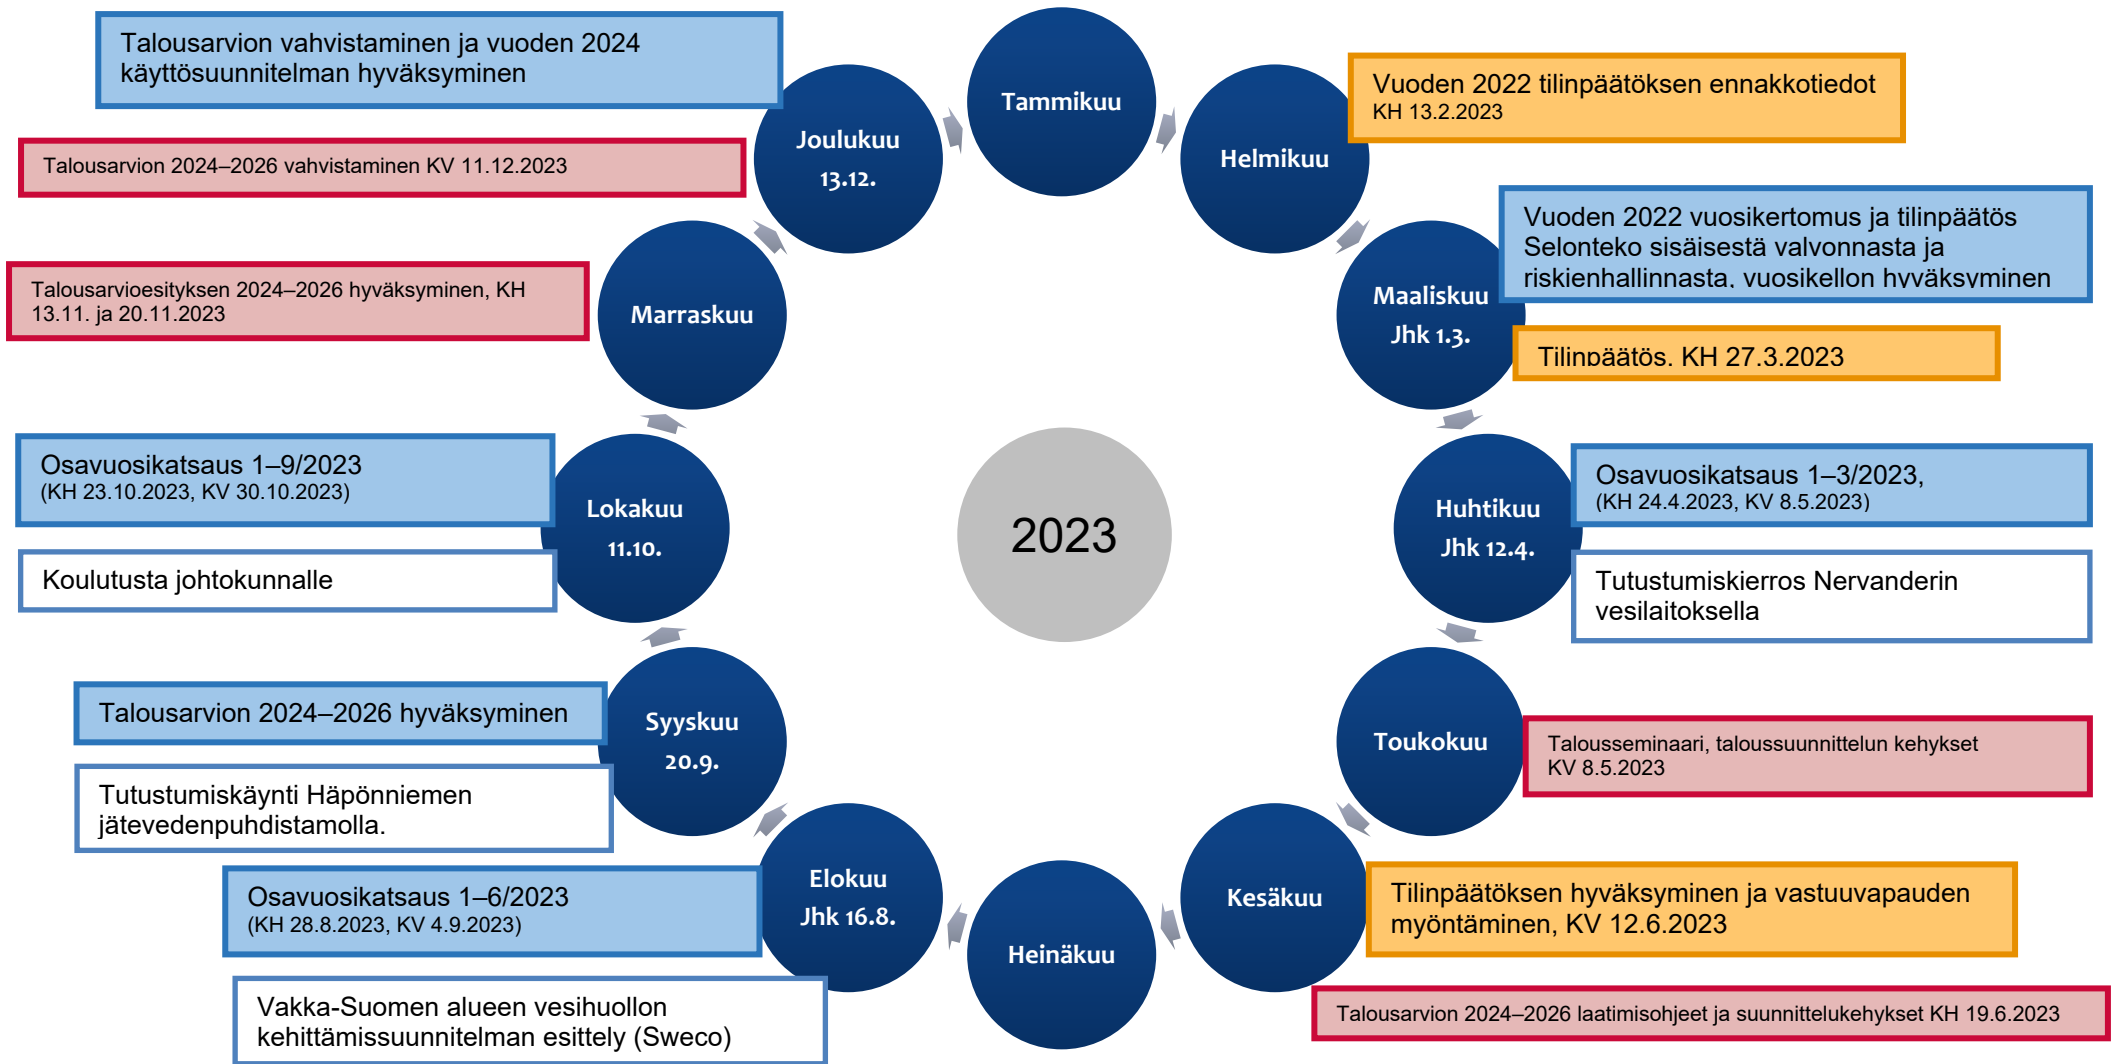 Tammikuu
Helmikuu
Vuoden 2022 tilinpäätöksen ennakkotiedot
KH 13.2.2023
Maaliskuu
Jhk 1.3.
Vuoden 2022 vuosikertomus ja tilinpäätös
Selonteko sisäisestä valvonnasta ja
riskienhallinnasta, vuosikellon hyväksyminen
Tilinpäätös, KH 27.3.2023
Huhtikuu
Jhk 12.4.
Osavuosikatsaus 1–3/2023,
(KH 24.4.2023, KV 8.5.2023)
Tutustumiskierros Nervanderin
vesilaitoksella
Toukokuu
Talousseminaari, taloussuunnittelun kehykset
KV 8.5.2023
Kesäkuu
Tilinpäätöksen hyväksyminen ja vastuuvapauden
myöntäminen, KV 12.6.2023
Talousarvion 2024–2026 laatimisohjeet ja suunnittelukehykset KH 19.6.2023
Heinäkuu
Elokuu
Jhk 16.8.
Osavuosikatsaus 1–6/2023
(KH 28.8.2023, KV 4.9.2023)
Vakka-Suomen alueen vesihuollon
kehittämissuunnitelman esittely (Sweco)
Syyskuu
20.9.
Talousarvion 2024–2026 hyväksyminen
Tutustumiskäynti Häpönniemen
jätevedenpuhdistamolla.
Lokakuu
11.10.
Osavuosikatsaus 1–9/2023
(KH 23.10.2023, KV 30.10.2023)
Koulutusta johtokunnalle
Marraskuu
Talousarvioesityksen 2024–2026 hyväksyminen, KH
13.11. ja 20.11.2023
Joulukuu
13.12.
Talousarvion vahvistaminen ja vuoden 2024
käyttösuunnitelman hyväksyminen
Talousarvion 2024–2026 vahvistaminen KV 11.12.2023
2023